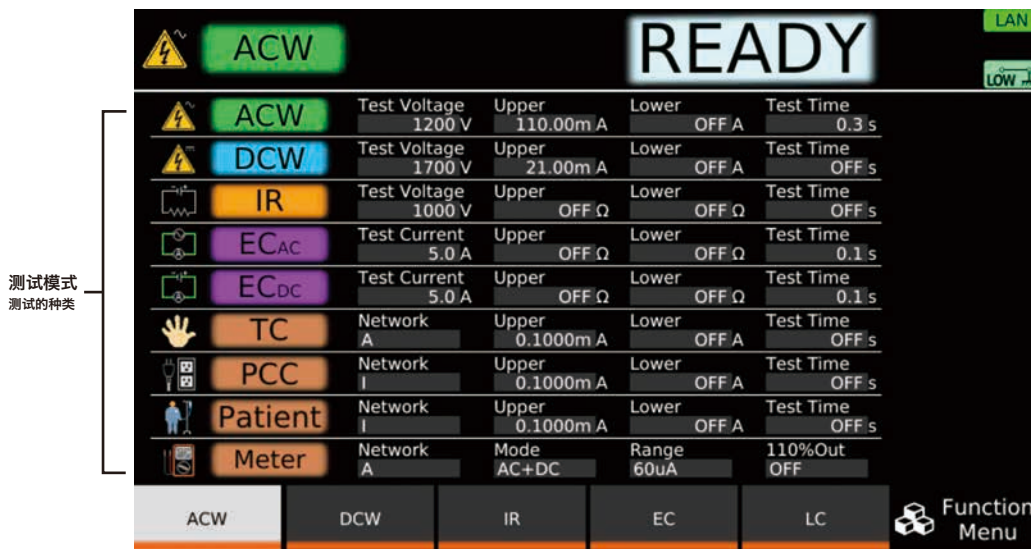 ACW
READY
LAN
LOW
测试模式
测试的种类
ACW
Test Voltage
1200 V
Upper
110.00m A
Lower
OFF A
Test Time
0.3 s
DCW
Test Voltage
1700 V
Upper
21.00m A
Lower
OFF A
Test Time
OFF s
IR
Test Voltage
1000 V
Upper
OFF Ω
Lower
OFF Ω
Test Time
OFF s
ECAC
Test Current
5.0 A
Upper
OFF Ω
Lower
OFF Ω
Test Time
0.1 s
ECDC
Test Current
5.0 A
Upper
OFF Ω
Lower
OFF Ω
Test Time
0.1 s
TC
Network
A
Upper
0.1000m A
Lower
OFF A
Test Time
OFF s
PCC
Network
I
Upper
0.1000m A
Lower
OFF A
Test Time
OFF s
Patient
Network
I
Upper
0.1000m A
Lower
OFF A
Test Time
OFF s
Meter
Network
A
Mode
AC+DC
Range
60uA
110%Out
OFF
ACW
DCW
IR
EC
LC
Function
Menu